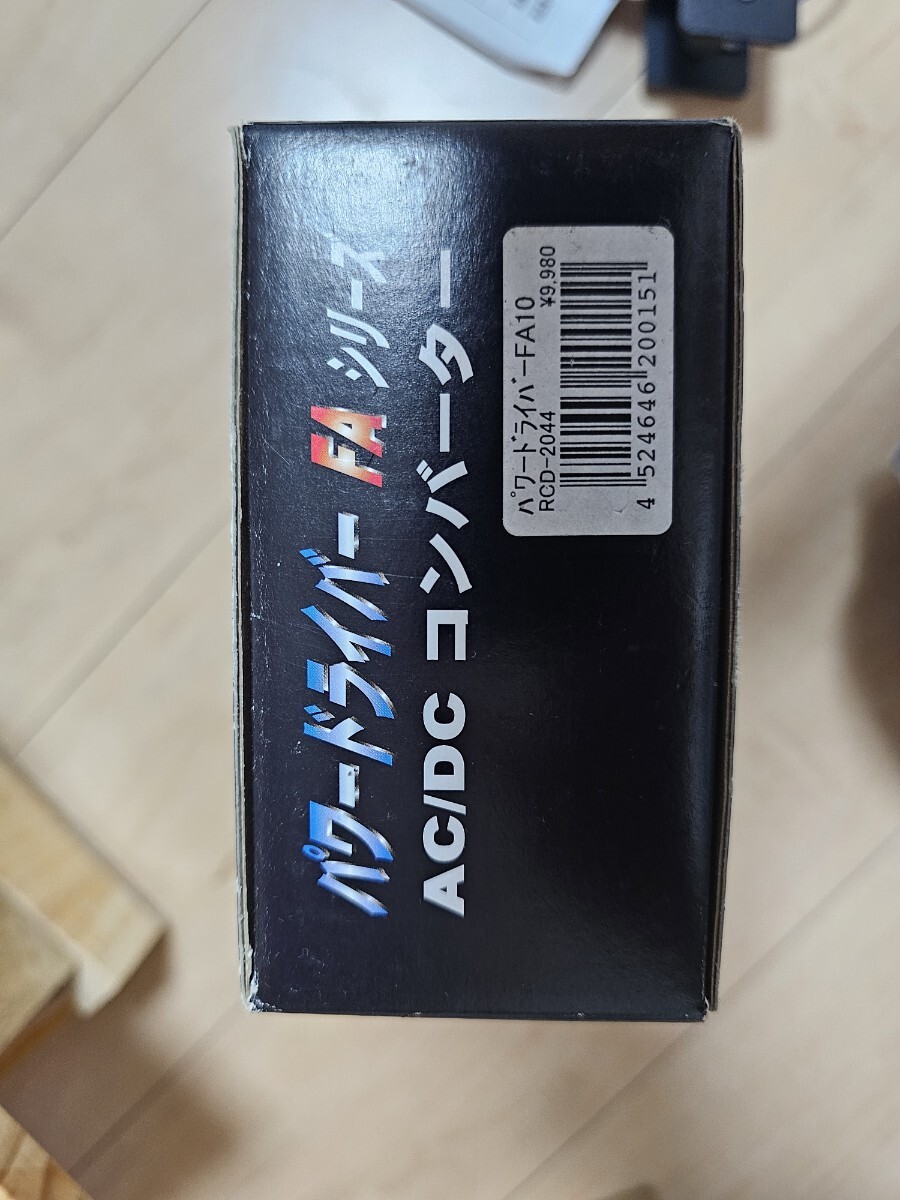 パワードライバー FA シリーズ
AC/DC コンバーター
パワードライバーFA10
RCD-2044 ¥9,980
4 524646 200151